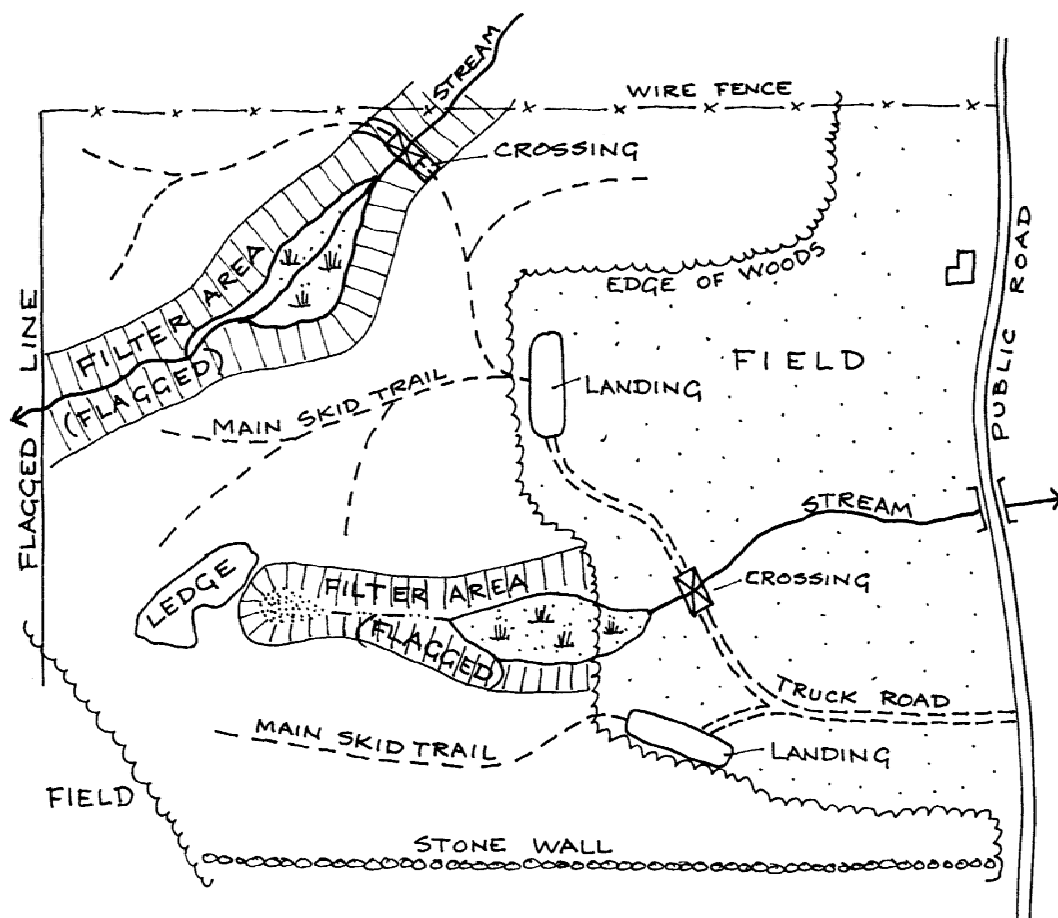 STREAM
WIRE FENCE
CROSSING
EDGE OF WOODS
PUBLIC ROAD
FILTER AREA
(FLAGGED)
FLAGGED LINE
FIELD
LANDING
MAIN SKID TRAIL
STREAM
CROSSING
LEDGE
FILTER AREA
(FLAGGED)
TRUCK ROAD
MAIN SKID TRAIL
LANDING
FIELD
STONE WALL